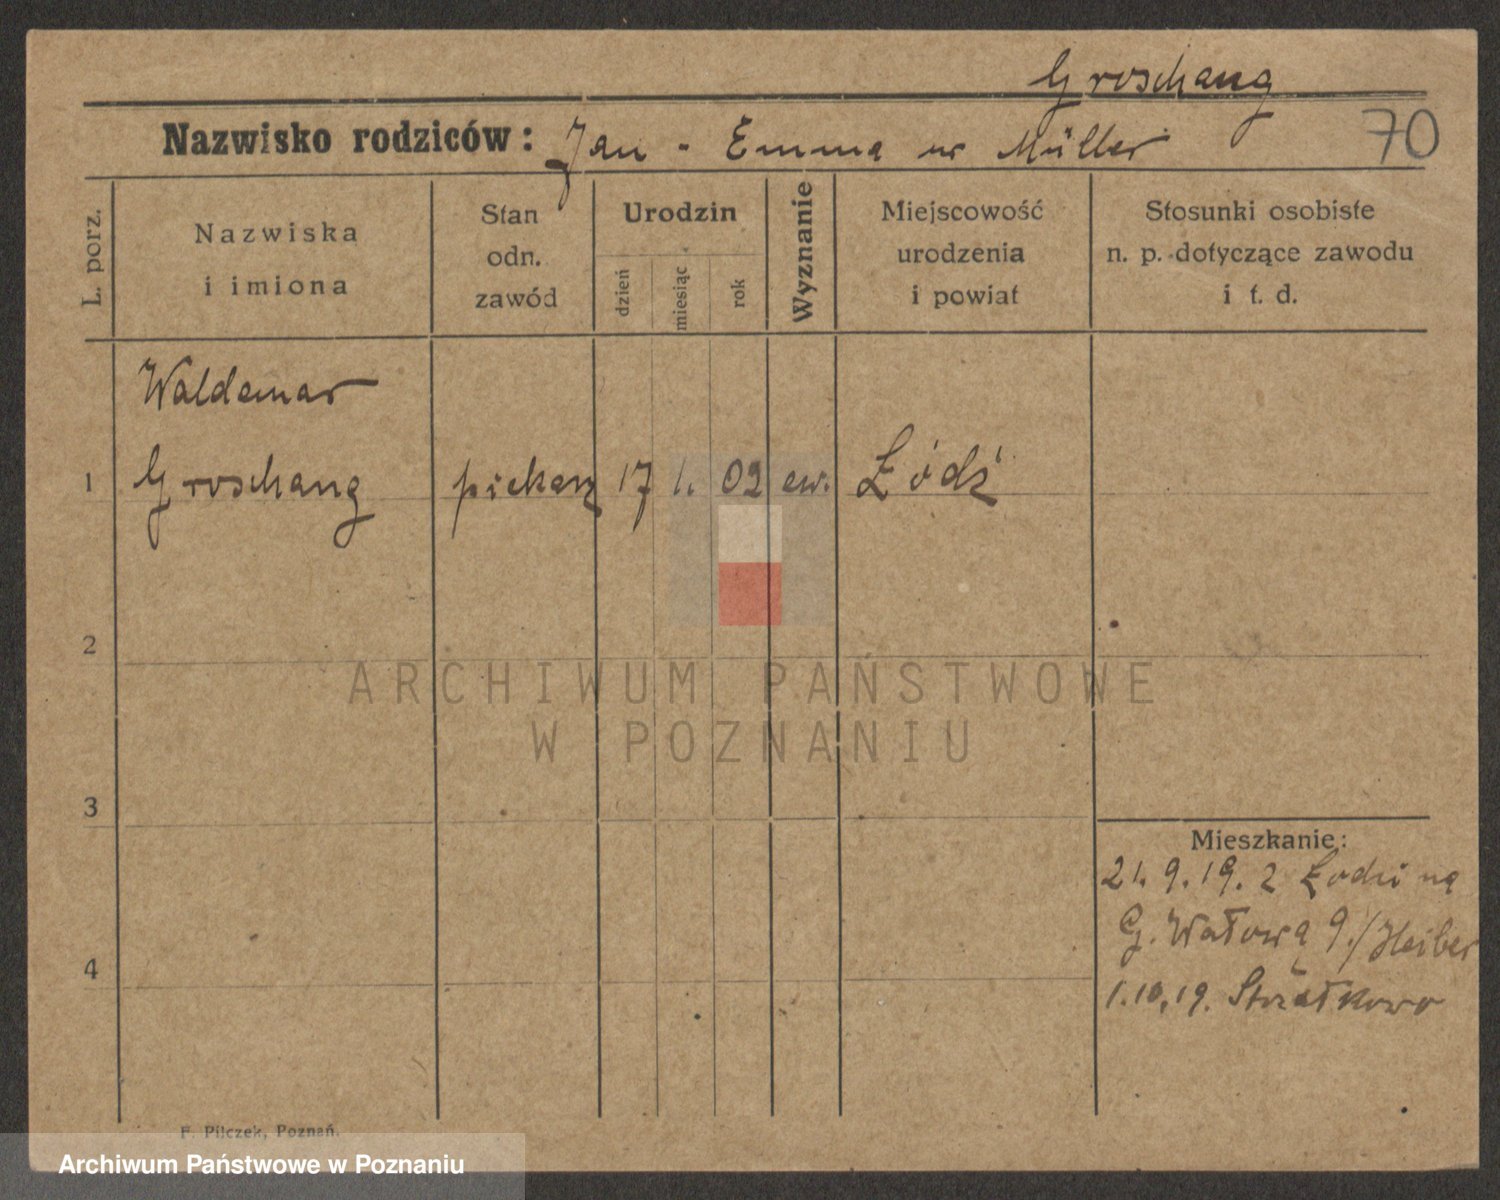 Groschang
Nazwisko rodziców: Jan - Emma ur Müller 70
L. porz.
Nazwiska
i imiona
Stan
odn.
zawód
Urodzin
dzień
miesiąc
rok
Wyznanie
Miejscowość
urodzenia
i powiat
Stosunki osobiste
n. p. dotyczące zawodu
i t. d.
Waldemar
1 Groschang piekarz 17 1. 02 ew. Łódź
2
ARCHIWUM PAŃSTWOWE
W POZNANIU
3
Mieszkanie:
21. 9. 19. z Łodzi na
G. Wałową 9./Heiber
4
1.10.19. Strzałkowo
F. Pilczek, Poznań.
Archiwum Państwowe w Poznaniu